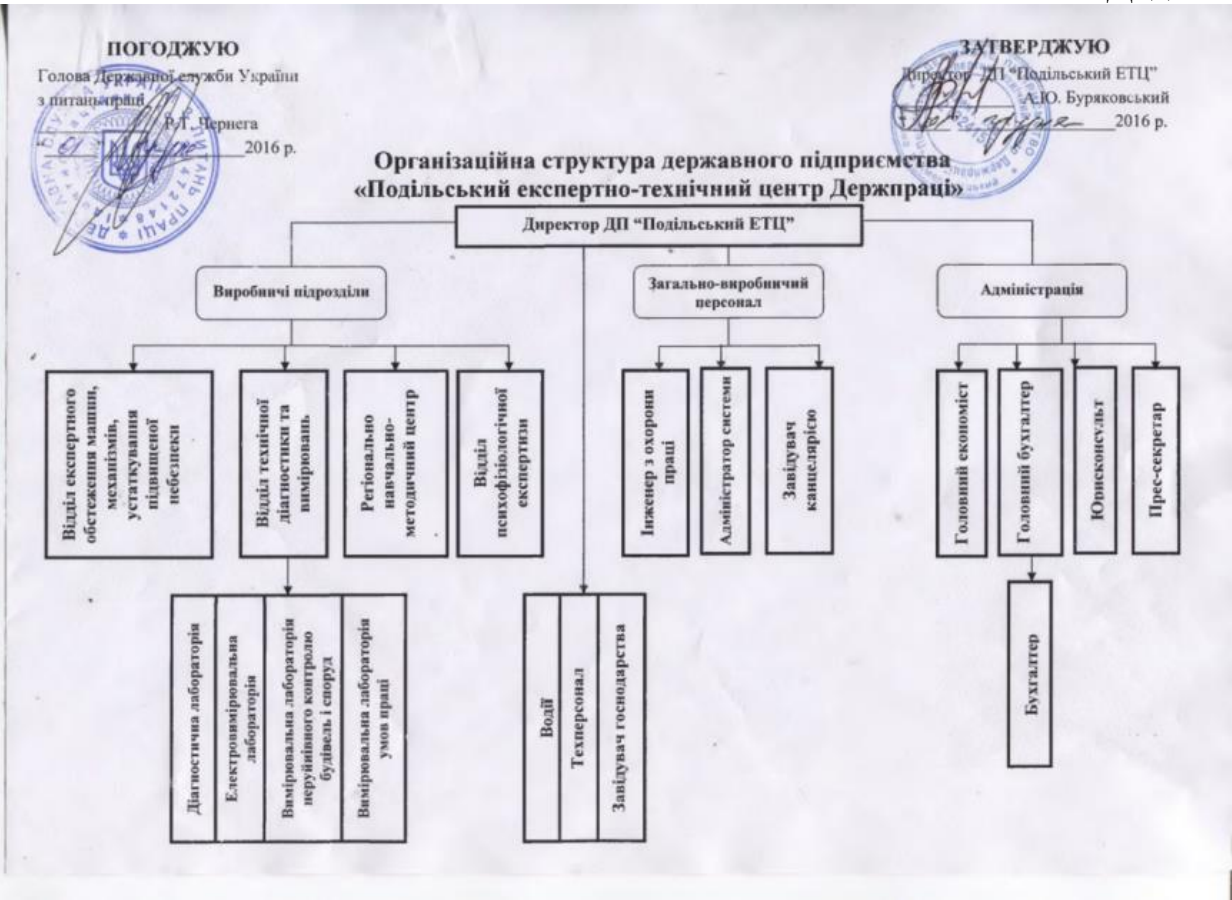 ПОГОДЖУЮ
Голова Державної служби України
з питань праці
Р.Т. Чернега
2016 р.
ЗАТВЕРДЖУЮ
Директор ДП “Подільський ЕТЦ”
А.Ю. Буряковський
2016 р.
Організаційна структура державного підприємства
«Подільський експертно-технічний центр Держпраці»
Директор ДП “Подільський ЕТЦ”
Виробничі підрозділи
Загально-виробничий
персонал
Адміністрація
Відділ експертного
обстеження машин,
механізмів,
устаткування
підвищеної
небезпеки
Відділ технічної
діагностики та
вимірювань
Регіонально
навчально-
методичний центр
Відділ
психофізіологічної
експертизи
Інженер з охорони
праці
Адміністратор системи
Завідувач
канцелярією
Головний економіст
Головний бухгалтер
Юрисконсульт
Прес-секретар
Діагностична лабораторія
Електровимірювальна
лабораторія
Вимірювальна лабораторія
неруйнівного контролю
будівель і споруд
Вимірювальна лабораторія
умов праці
Водії
Техперсонал
Завідувач господарства
Бухгалтер